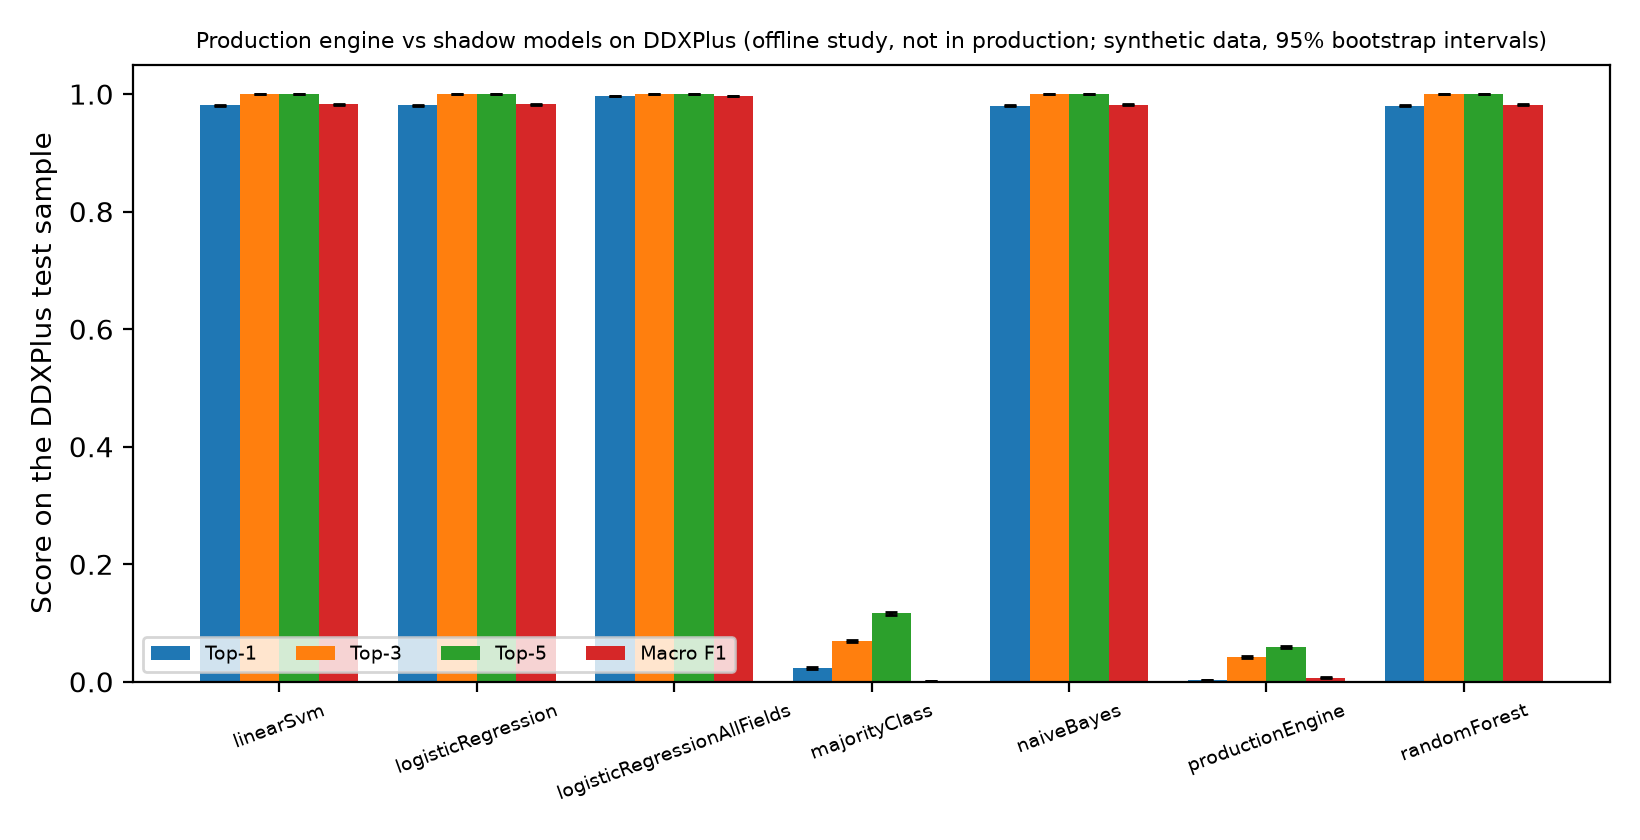 Production engine vs shadow models on DDXPlus (offline study, not in production; synthetic data, 95% bootstrap intervals)
Score on the DDXPlus test sample
1.0
0.8
0.6
0.4
0.2
0.0
Top-1 Top-3 Top-5 Macro F1
linearSvm
logisticRegression
logisticRegressionAllFields
majorityClass
naiveBayes
productionEngine
randomForest